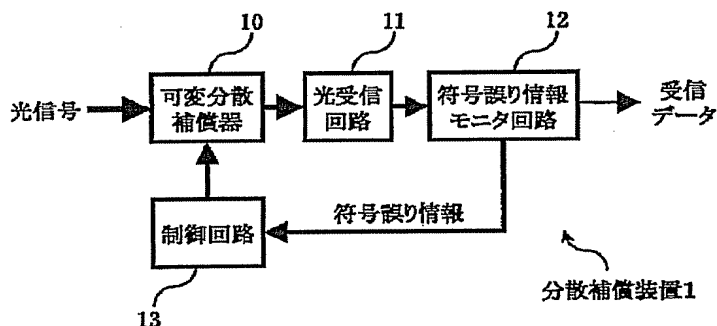 10
11
12
光信号
可変分散
補償器
光受信
回路
符号誤り情報
モニタ回路
受信
データ
制御回路
符号誤り情報
13
分散補償装置1